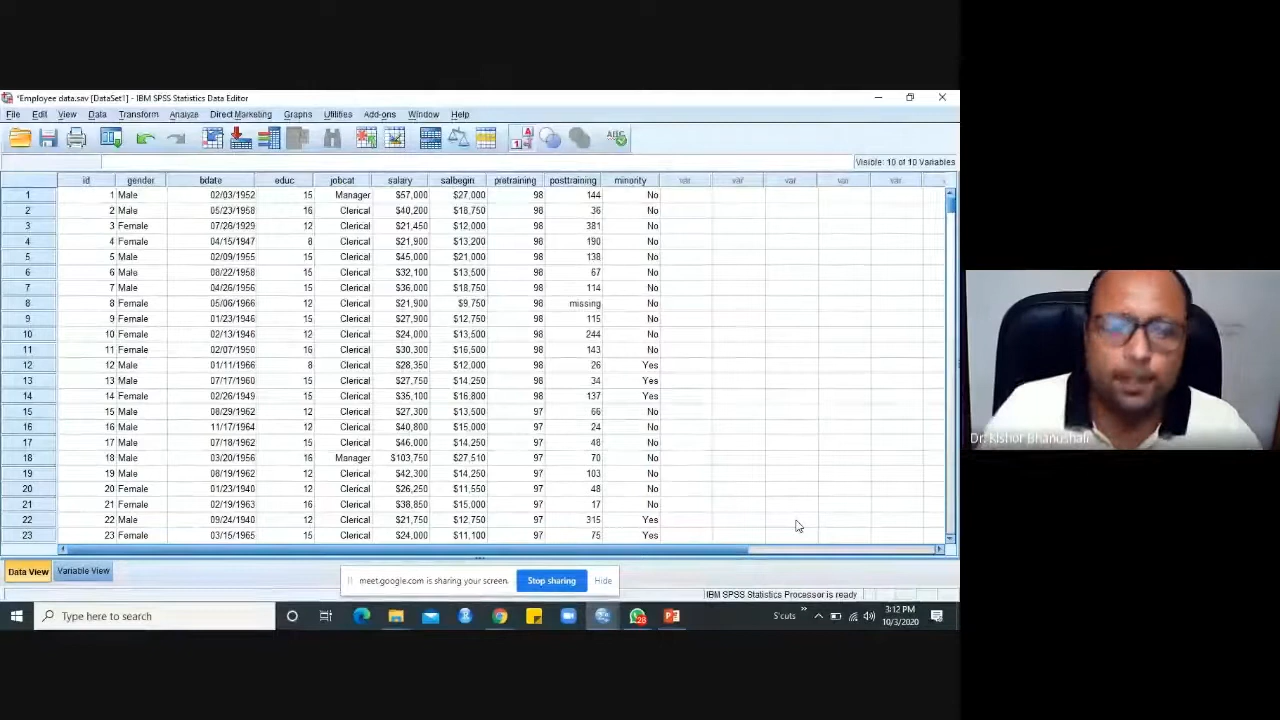 *Employee data.sav [DataSet1] - IBM SPSS Statistics Data Editor
File Edit View Data Transform Analyze Direct Marketing Graphs Utilities Add-ons Window Help
Visible: 10 of 10 Variables
id gender bdate educ jobcat salary salbegin pretraining posttraining minority var var var var var
1 1 Male 02/03/1952 15 Manager $57,000 $27,000 98 144 No
2 2 Male 05/23/1958 16 Clerical $40,200 $18,750 98 36 No
3 3 Female 07/26/1929 12 Clerical $21,450 $12,000 98 381 No
4 4 Female 04/15/1947 8 Clerical $21,900 $13,200 98 190 No
5 5 Male 02/09/1955 15 Clerical $45,000 $21,000 98 138 No
6 6 Male 08/22/1958 15 Clerical $32,100 $13,500 98 67 No
7 7 Male 04/26/1956 15 Clerical $36,000 $18,750 98 114 No
8 8 Female 05/06/1966 12 Clerical $21,900 $9,750 98 missing No
9 9 Female 01/23/1946 15 Clerical $27,900 $12,750 98 115 No
10 10 Female 02/13/1946 12 Clerical $24,000 $13,500 98 244 No
11 11 Female 02/07/1950 16 Clerical $30,300 $16,500 98 143 No
12 12 Male 01/11/1966 8 Clerical $28,350 $12,000 98 26 Yes
13 13 Male 07/17/1960 15 Clerical $27,750 $14,250 98 34 Yes
14 14 Female 02/26/1949 15 Clerical $35,100 $16,800 98 137 Yes
15 15 Male 08/29/1962 12 Clerical $27,300 $13,500 97 66 No
16 16 Male 11/17/1964 12 Clerical $40,800 $15,000 97 24 No
17 17 Male 07/18/1962 15 Clerical $46,000 $14,250 97 48 No
18 18 Male 03/20/1956 16 Manager $103,750 $27,510 97 70 No
19 19 Male 08/19/1962 12 Clerical $42,300 $14,250 97 103 No
20 20 Female 01/23/1940 12 Clerical $26,250 $11,550 97 48 No
21 21 Female 02/19/1963 16 Clerical $38,850 $15,000 97 17 No
22 22 Male 09/24/1940 12 Clerical $21,750 $12,750 97 315 Yes
23 23 Female 03/15/1965 15 Clerical $24,000 $11,100 97 75 Yes
Data View Variable View
meet.google.com is sharing your screen. Stop sharing Hide
IBM SPSS Statistics Processor is ready
Type here to search
28
S'cuts
3:12 PM
10/3/2020
Dr. Kishor Bhanushali